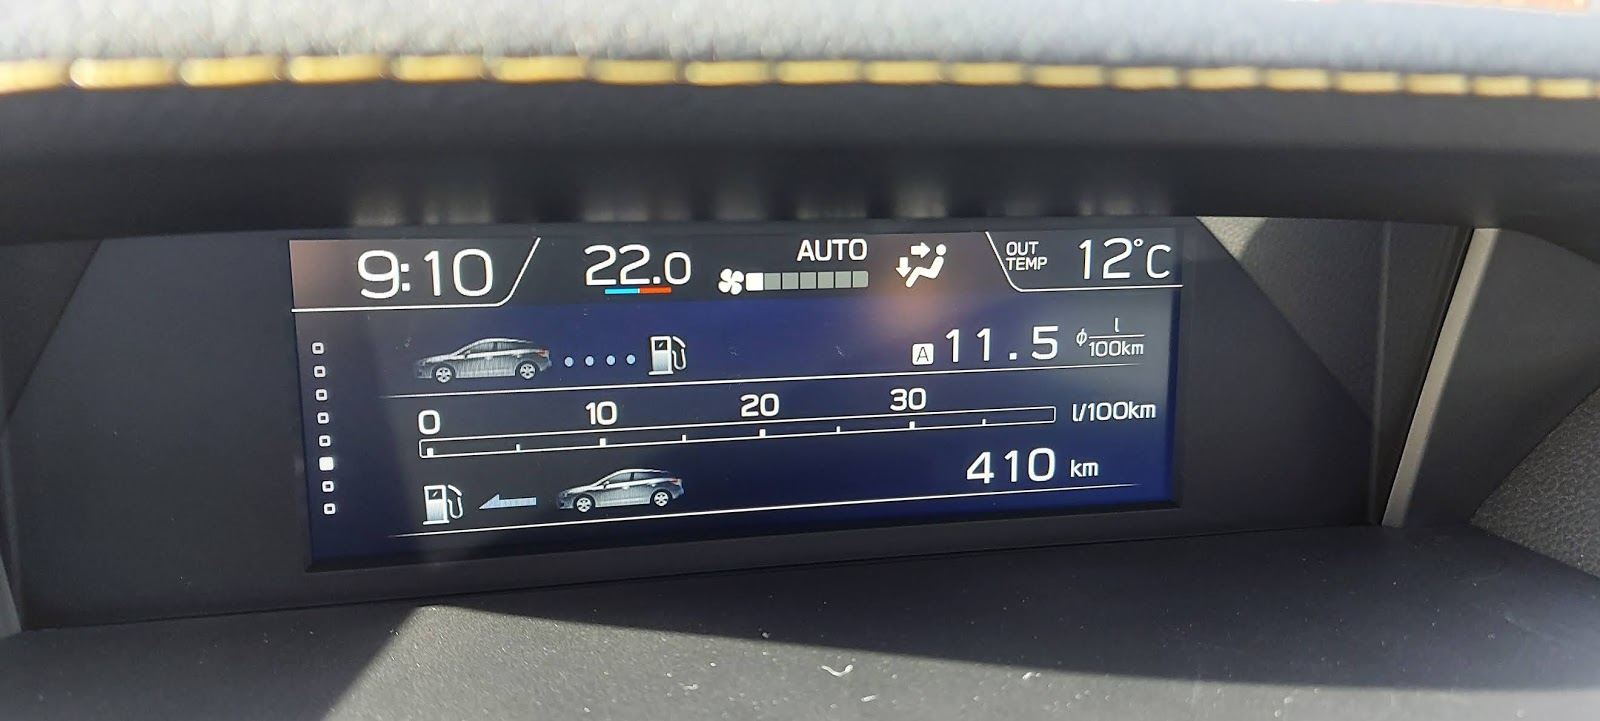 9:10 22.0 AUTO OUT TEMP 12°C
A 11.5 φ l/100km
0 10 20 30 l/100km
410 km